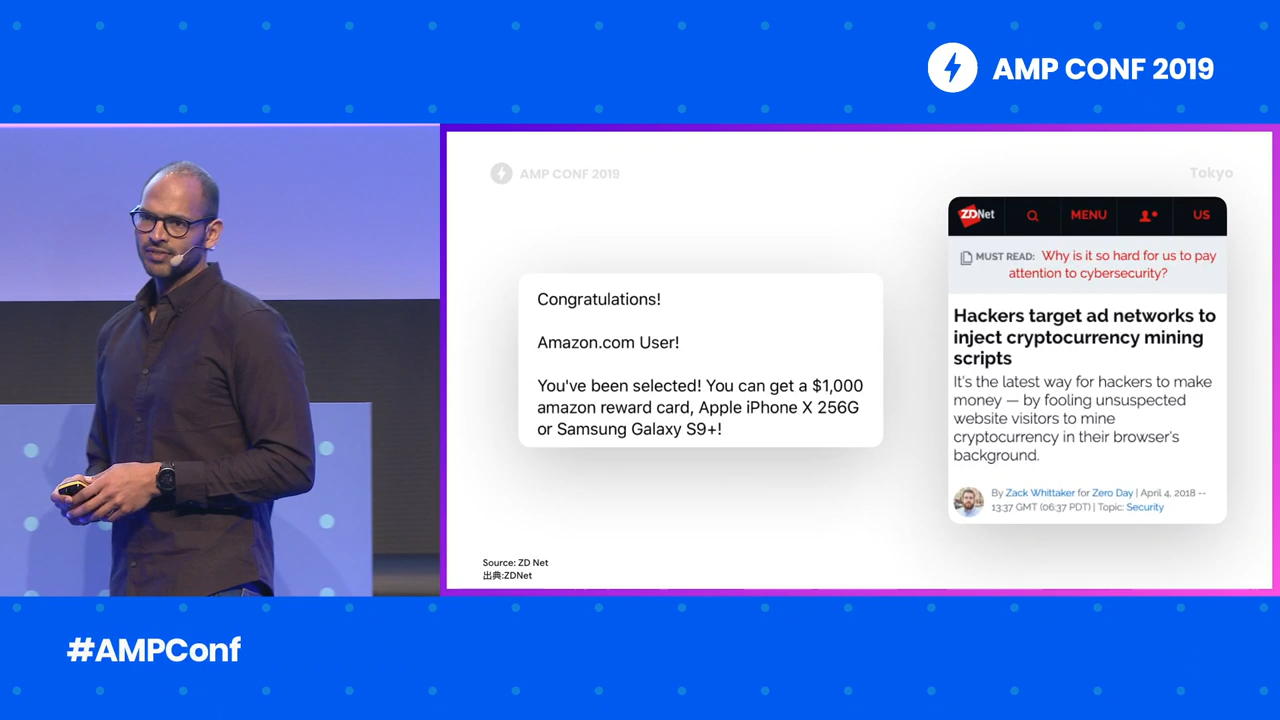 AMP CONF 2019
AMP CONF 2019
Tokyo
Congratulations!
Amazon.com User!
You've been selected! You can get a $1,000
amazon reward card, Apple iPhone X 256G
or Samsung Galaxy S9+!
ZDNet
MENU
US
MUST READ: Why is it so hard for us to pay
attention to cybersecurity?
Hackers target ad networks to
inject cryptocurrency mining
scripts
It's the latest way for hackers to make
money — by fooling unsuspected
website visitors to mine
cryptocurrency in their browser's
background.
By Zack Whittaker for Zero Day | April 4, 2018 --
13:37 GMT (06:37 PDT) | Topic: Security
Source: ZD Net
出典:ZDNet
#AMPConf